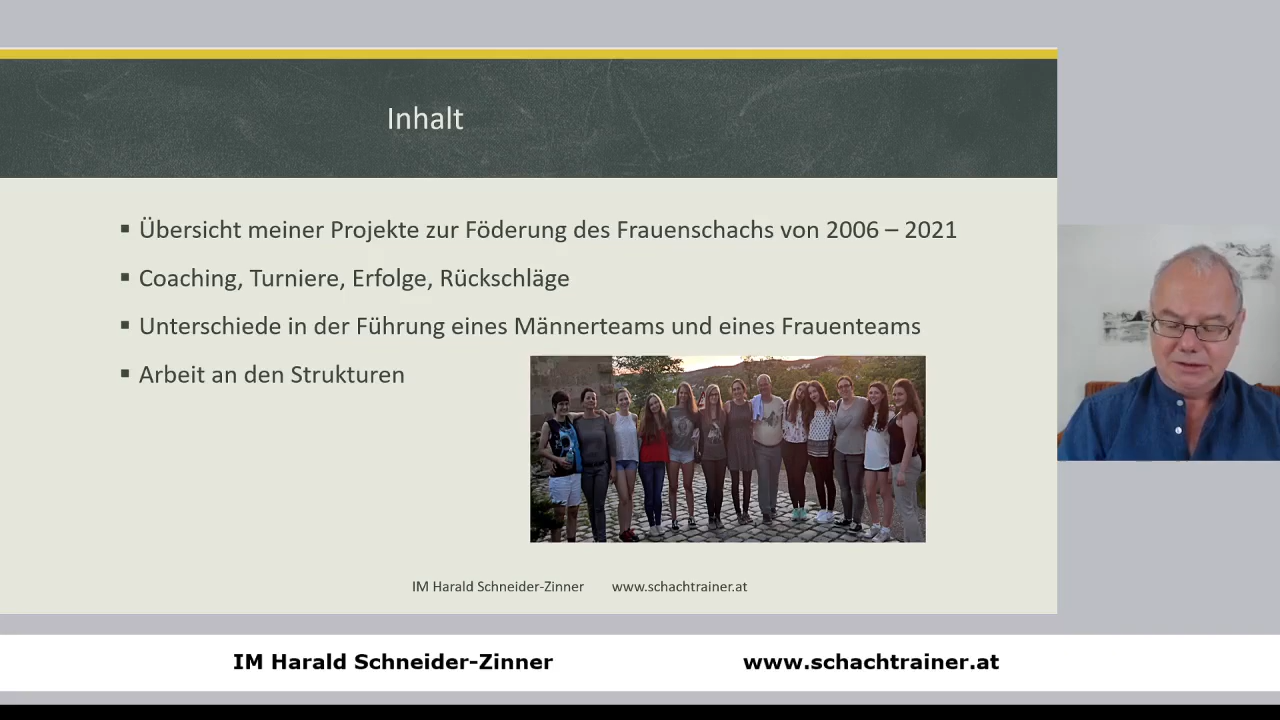 Inhalt
▪ Übersicht meiner Projekte zur Föderung des Frauenschachs von 2006 – 2021
▪ Coaching, Turniere, Erfolge, Rückschläge
▪ Unterschiede in der Führung eines Männerteams und eines Frauenteams
▪ Arbeit an den Strukturen
IM Harald Schneider-Zinner www.schachtrainer.at
IM Harald Schneider-Zinner www.schachtrainer.at